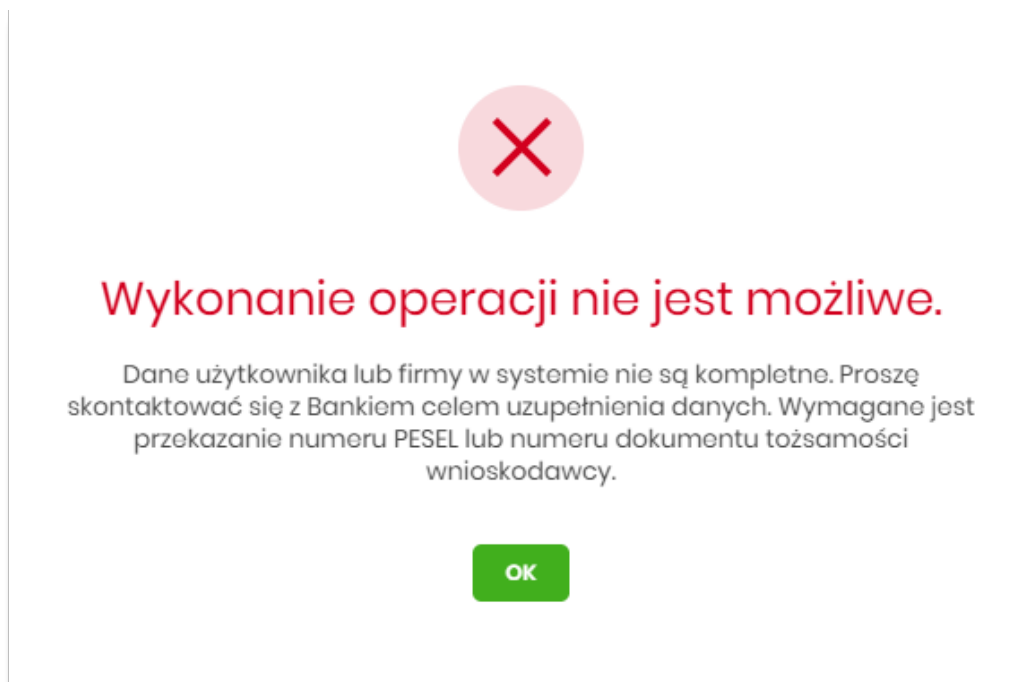 Wykonanie operacji nie jest możliwe.
Dane użytkownika lub firmy w systemie nie są kompletne. Proszę
skontaktować się z Bankiem celem uzupełnienia danych. Wymagane jest
przekazanie numeru PESEL lub numeru dokumentu tożsamości
wnioskodawcy.
OK